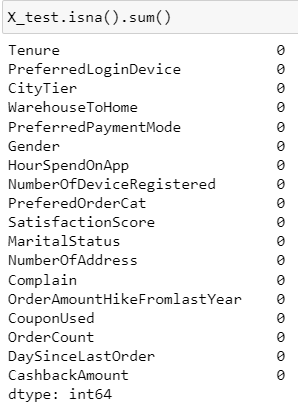 X_test.isna().sum()
Tenure 0
PreferredLoginDevice 0
CityTier 0
WarehouseToHome 0
PreferredPaymentMode 0
Gender 0
HourSpendOnApp 0
NumberOfDeviceRegistered 0
PreferedOrderCat 0
SatisfactionScore 0
MaritalStatus 0
NumberOfAddress 0
Complain 0
OrderAmountHikeFromlastYear 0
CouponUsed 0
OrderCount 0
DaySinceLastOrder 0
CashbackAmount 0
dtype: int64